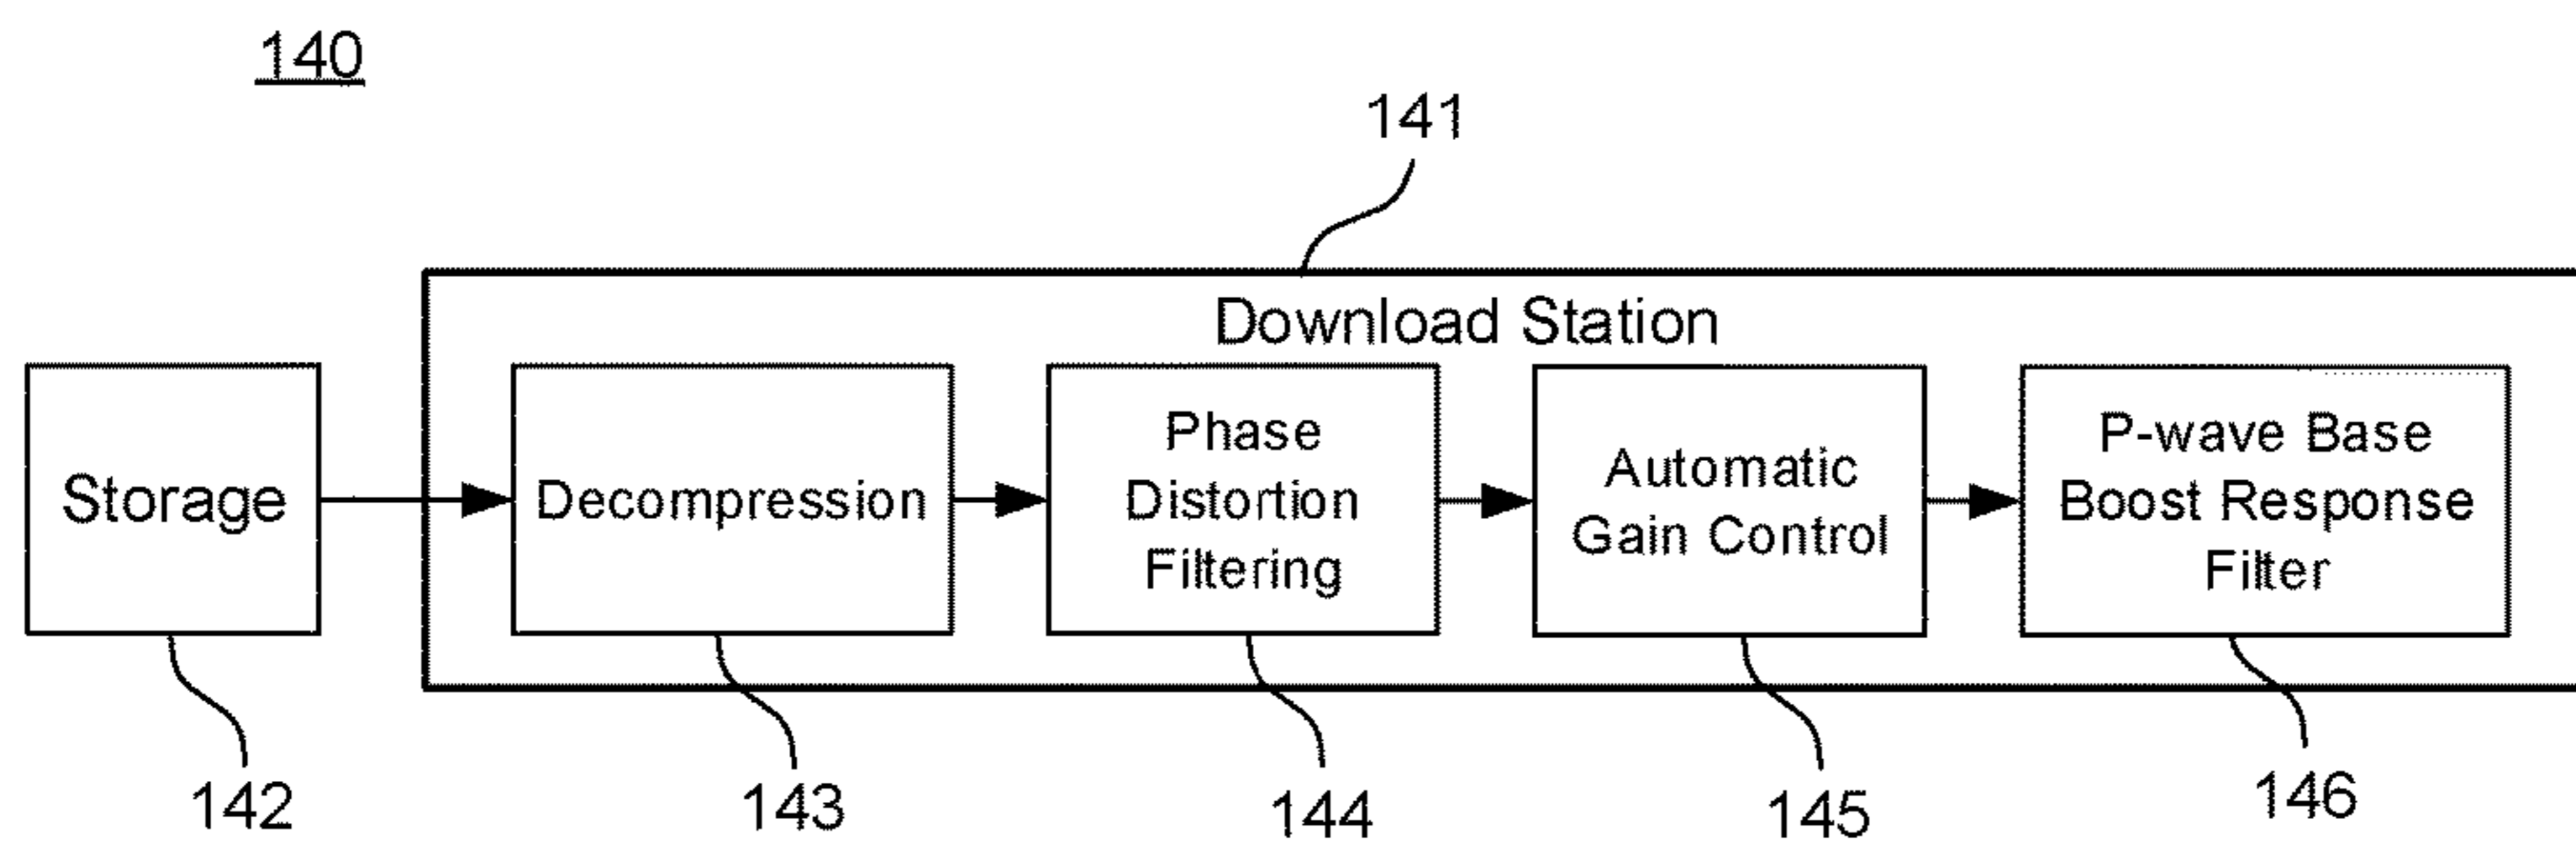 140
141
Download Station
Storage
Decompression
Phase
Distortion
Filtering
Automatic
Gain Control
P-wave Base
Boost Response
Filter
142
143
144
145
146